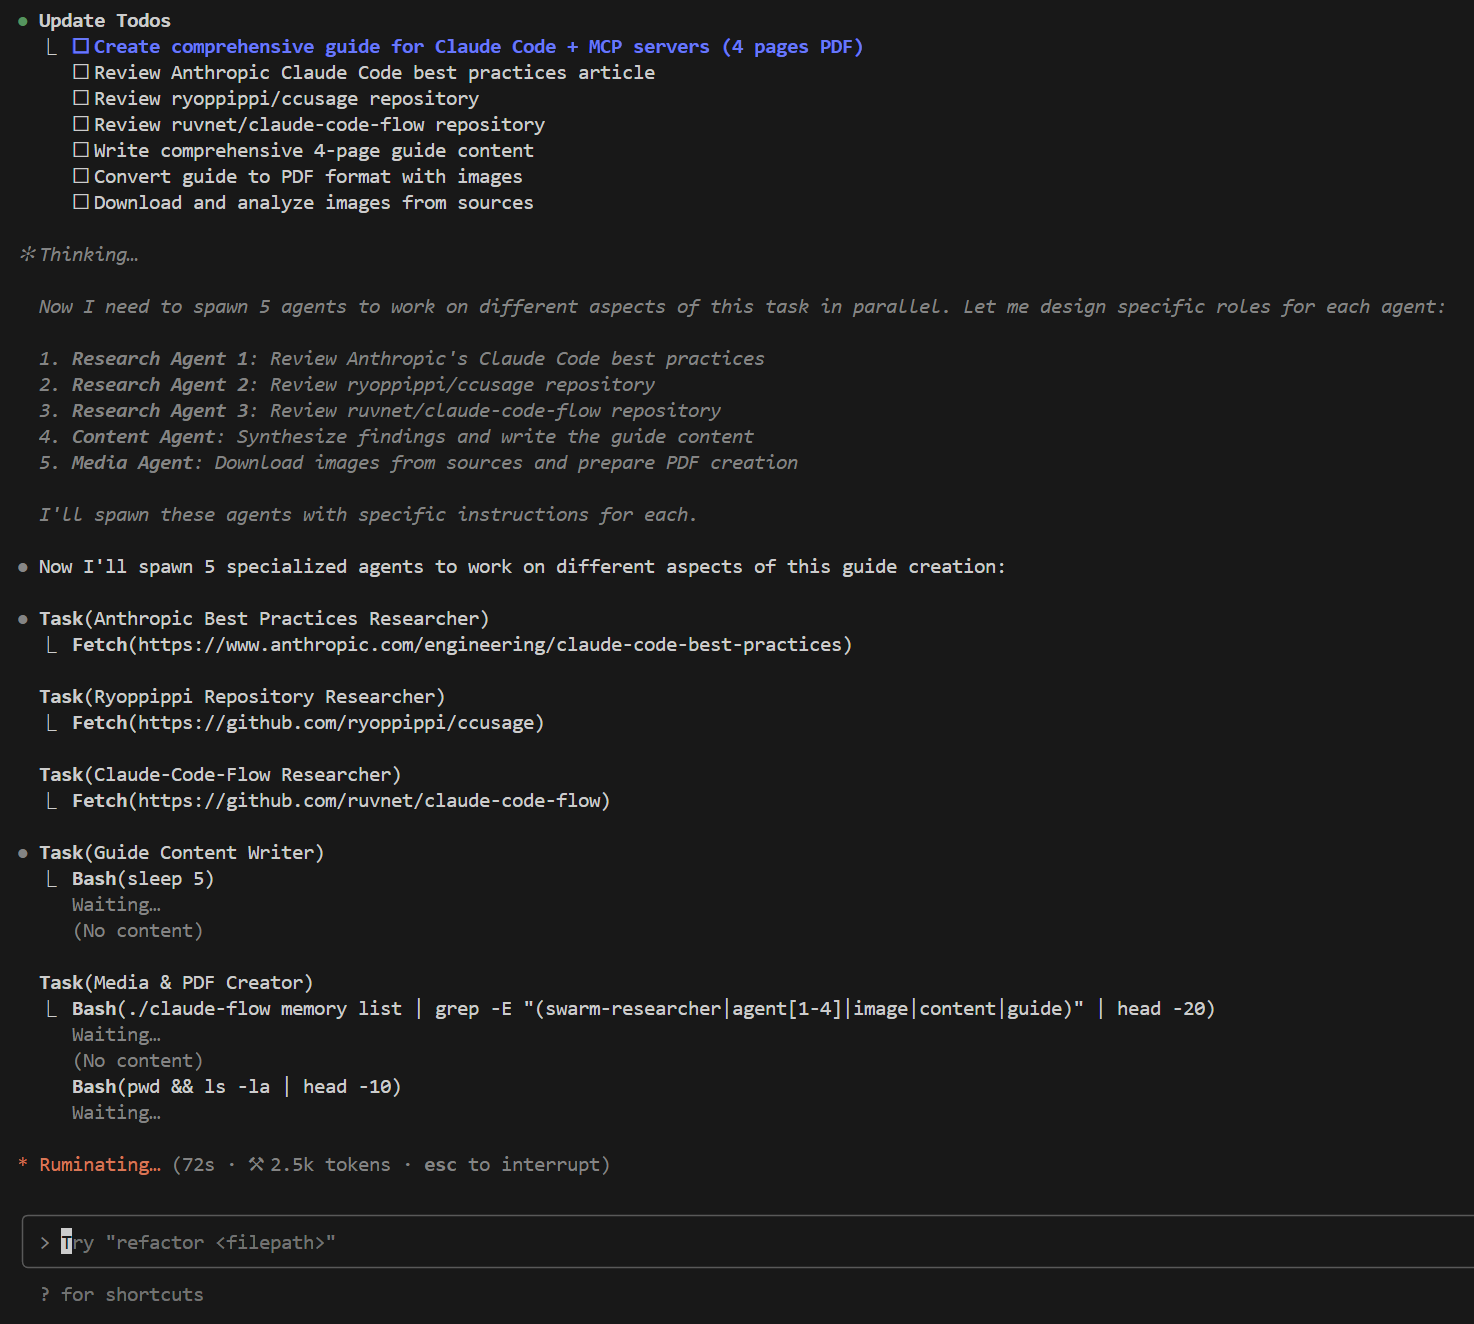 ● Update Todos
⎿ ☐ Create comprehensive guide for Claude Code + MCP servers (4 pages PDF)
☐ Review Anthropic Claude Code best practices article
☐ Review ryoppippi/ccusage repository
☐ Review ruvnet/claude-code-flow repository
☐ Write comprehensive 4-page guide content
☐ Convert guide to PDF format with images
☐ Download and analyze images from sources
✻ Thinking…
Now I need to spawn 5 agents to work on different aspects of this task in parallel. Let me design specific roles for each agent:
1. Research Agent 1: Review Anthropic's Claude Code best practices
2. Research Agent 2: Review ryoppippi/ccusage repository
3. Research Agent 3: Review ruvnet/claude-code-flow repository
4. Content Agent: Synthesize findings and write the guide content
5. Media Agent: Download images from sources and prepare PDF creation
I'll spawn these agents with specific instructions for each.
● Now I'll spawn 5 specialized agents to work on different aspects of this guide creation:
● Task(Anthropic Best Practices Researcher)
⎿ Fetch(https://www.anthropic.com/engineering/claude-code-best-practices)
Task(Ryoppippi Repository Researcher)
⎿ Fetch(https://github.com/ryoppippi/ccusage)
Task(Claude-Code-Flow Researcher)
⎿ Fetch(https://github.com/ruvnet/claude-code-flow)
● Task(Guide Content Writer)
⎿ Bash(sleep 5)
Waiting…
(No content)
Task(Media & PDF Creator)
⎿ Bash(./claude-flow memory list | grep -E "(swarm-researcher|agent[1-4]|image|content|guide)" | head -20)
Waiting…
(No content)
Bash(pwd && ls -la | head -10)
Waiting…
* Ruminating… (72s · ⚒ 2.5k tokens · esc to interrupt)
> Try "refactor <filepath>"
? for shortcuts